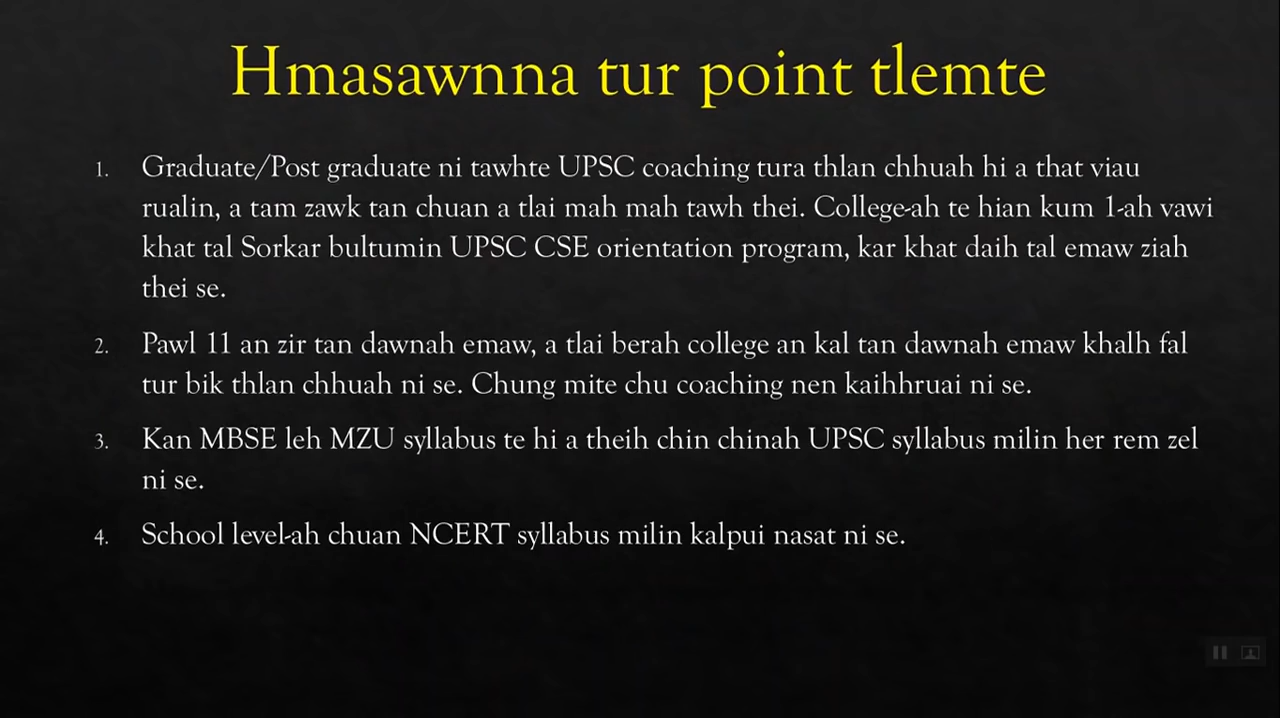 Hmasawnna tur point tlemte
1. Graduate/Post graduate ni tawhte UPSC coaching tura thlan chhuah hi a that viau
rualin, a tam zawk tan chuan a tlai mah mah tawh thei. College-ah te hian kum 1-ah vawi
khat tal Sorkar bultumin UPSC CSE orientation program, kar khat daih tal emaw ziah
thei se.
2. Pawl 11 an zir tan dawnah emaw, a tlai berah college an kal tan dawnah emaw khalh fal
tur bik thlan chhuah ni se. Chung mite chu coaching nen kaihhruai ni se.
3. Kan MBSE leh MZU syllabus te hi a theih chin chinah UPSC syllabus milin her rem zel
ni se.
4. School level-ah chuan NCERT syllabus milin kalpui nasat ni se.